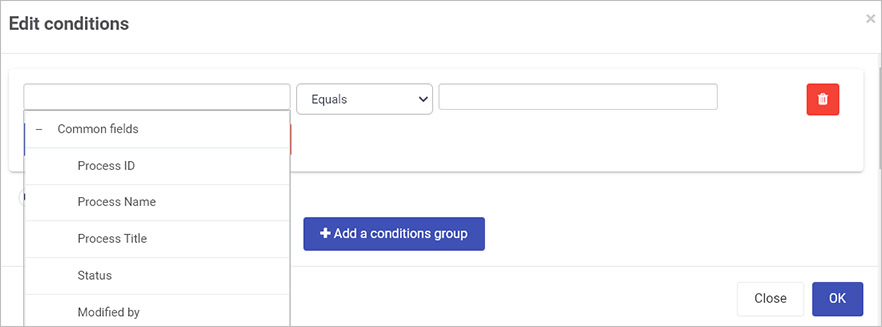 Edit conditions
×
Equals
– Common fields
Process ID
Process Name
Process Title
+ Add a conditions group
Status
Modified by
Close OK